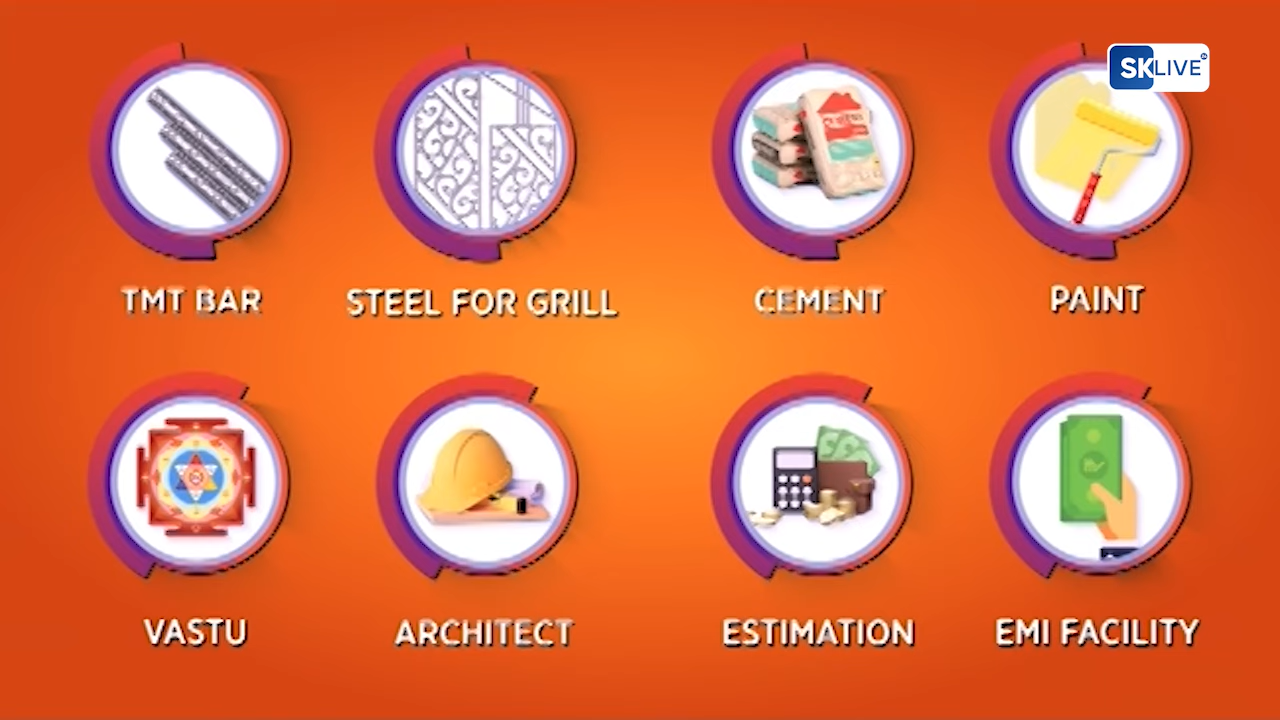 SKLIVE
TMT BAR
STEEL FOR GRILL
CEMENT
PAINT
VASTU
ARCHITECT
ESTIMATION
EMI FACILITY